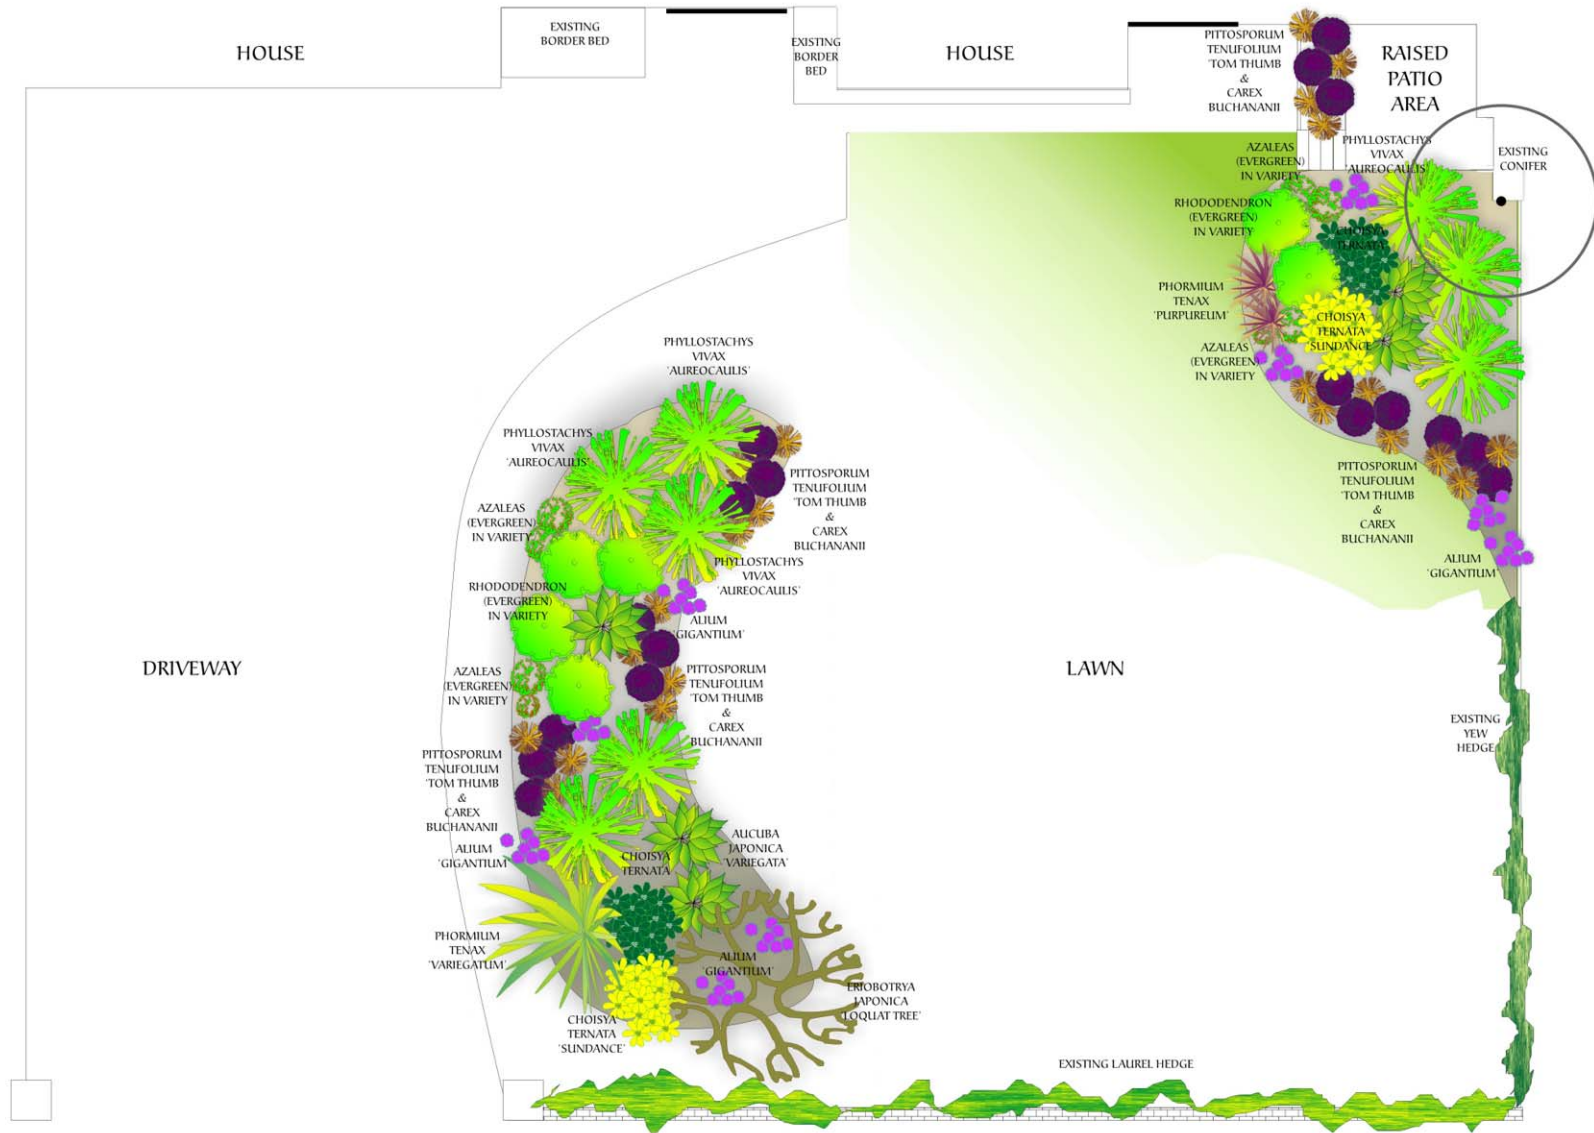 HOUSE
EXISTING
BORDER BED
EXISTING
BORDER
BED
HOUSE
PITTOSPORUM
TENUFOLIUM
'TOM THUMB
&
CAREX
BUCHANANII
RAISED
PATIO
AREA
EXISTING
CONIFER
AZALEAS
(EVERGREEN)
IN VARIETY
PHYLLOSTACHYS
VIVAX
'AUREOCAULIS'
RHODODENDRON
(EVERGREEN)
IN VARIETY
CHOISYA
TERNATA
PHORMIUM
TENAX
'PURPUREUM'
CHOISYA
TERNATA
'SUNDANCE'
AZALEAS
(EVERGREEN)
IN VARIETY
PITTOSPORUM
TENUFOLIUM
'TOM THUMB
&
CAREX
BUCHANANII
ALIUM
'GIGANTIUM'
PHYLLOSTACHYS
VIVAX
'AUREOCAULIS'
PHYLLOSTACHYS
VIVAX
'AUREOCAULIS'
PITTOSPORUM
TENUFOLIUM
'TOM THUMB
&
CAREX
BUCHANANII
AZALEAS
(EVERGREEN)
IN VARIETY
PHYLLOSTACHYS
VIVAX
'AUREOCAULIS'
RHODODENDRON
(EVERGREEN)
IN VARIETY
ALIUM
'GIGANTIUM'
DRIVEWAY
AZALEAS
(EVERGREEN)
IN VARIETY
PITTOSPORUM
TENUFOLIUM
'TOM THUMB
&
CAREX
BUCHANANII
LAWN
EXISTING
YEW
HEDGE
PITTOSPORUM
TENUFOLIUM
'TOM THUMB
&
CAREX
BUCHANANII
ALIUM
'GIGANTIUM'
CHOISYA
TERNATA
AUCUBA
JAPONICA
'VARIEGATA'
PHORMIUM
TENAX
'VARIEGATUM'
ALIUM
'GIGANTIUM'
ERIOBOTRYA
JAPONICA
'LOQUAT TREE'
CHOISYA
TERNATA
'SUNDANCE'
EXISTING LAUREL HEDGE